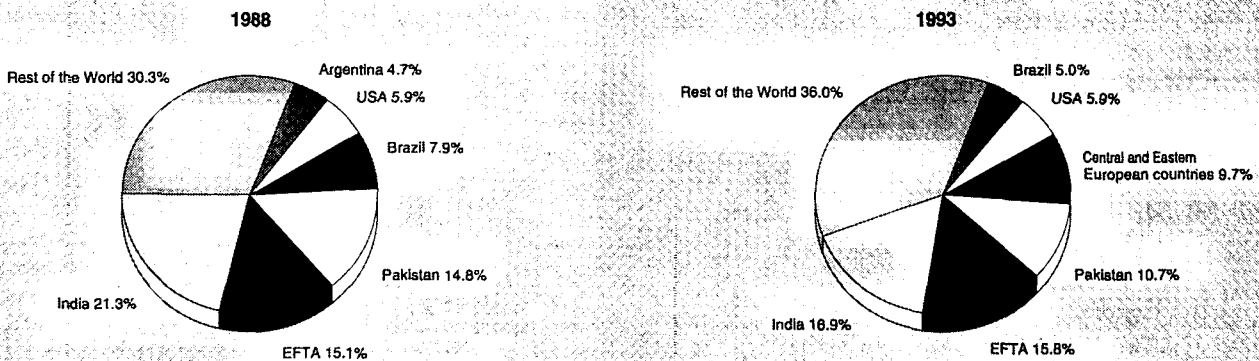 1988
Rest of the World 30.3%
Argentina 4.7%
USA 5.9%
Brazil 7.9%
Pakistan 14.8%
EFTA 15.1%
India 21.3%
1993
Rest of the World 36.0%
Brazil 5.0%
USA 5.9%
Central and Eastern
European countries 9.7%
Pakistan 10.7%
EFTA 15.8%
India 16.9%